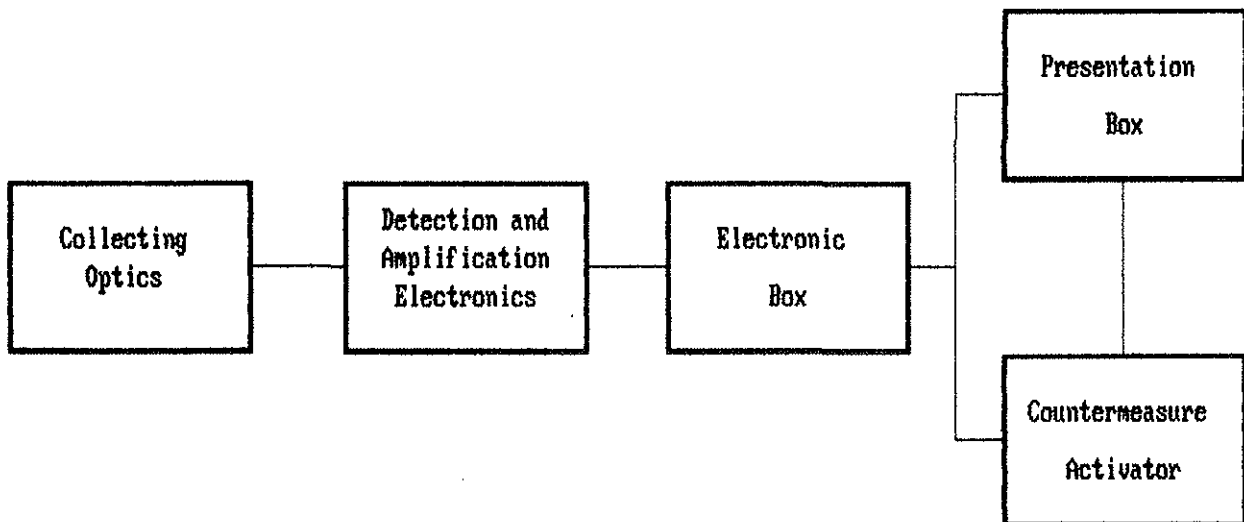 Collecting
Optics
Detection and
Amplification
Electronics
Electronic
Box
Presentation
Box
Countermeasure
Activator